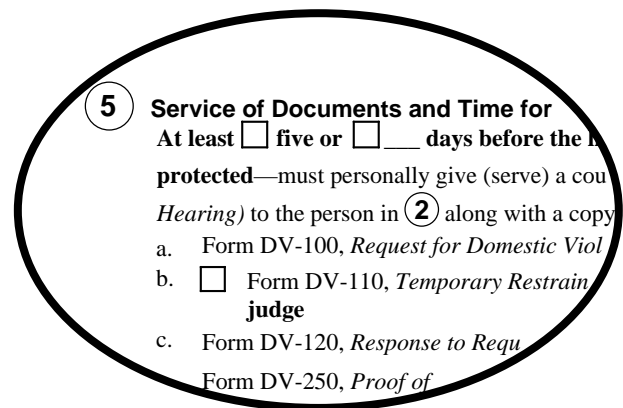 5 Service of Documents and Time for
At least ☐ five or ☐ ___ days before the
protected—must personally give (serve) a cou
Hearing) to the person in 2 along with a copy
a. Form DV-100, Request for Domestic Viol
b. ☐ Form DV-110, Temporary Restrain
judge
c. Form DV-120, Response to Requ
Form DV-250, Proof of